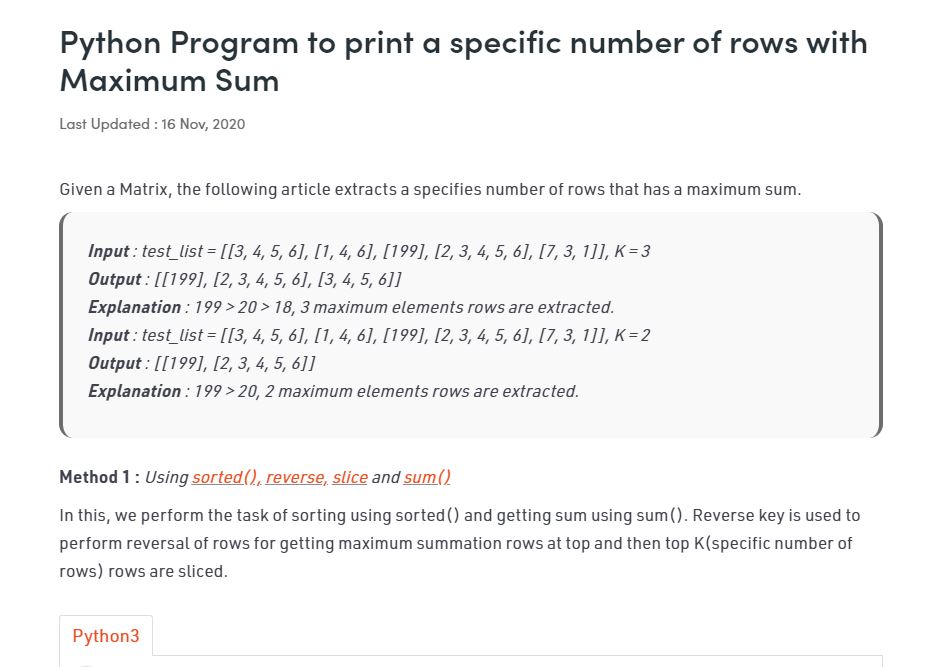 Python Program to print a specific number of rows with
Maximum Sum
Last Updated : 16 Nov, 2020
Given a Matrix, the following article extracts a specifies number of rows that has a maximum sum.
Input : test_list = [[3, 4, 5, 6], [1, 4, 6], [199], [2, 3, 4, 5, 6], [7, 3, 1]], K = 3
Output : [[199], [2, 3, 4, 5, 6], [3, 4, 5, 6]]
Explanation : 199 > 20 > 18, 3 maximum elements rows are extracted.
Input : test_list = [[3, 4, 5, 6], [1, 4, 6], [199], [2, 3, 4, 5, 6], [7, 3, 1]], K = 2
Output : [[199], [2, 3, 4, 5, 6]]
Explanation : 199 > 20, 2 maximum elements rows are extracted.
Method 1 : Using sorted(), reverse, slice and sum()
In this, we perform the task of sorting using sorted() and getting sum using sum(). Reverse key is used to
perform reversal of rows for getting maximum summation rows at top and then top K(specific number of
rows) rows are sliced.
Python3